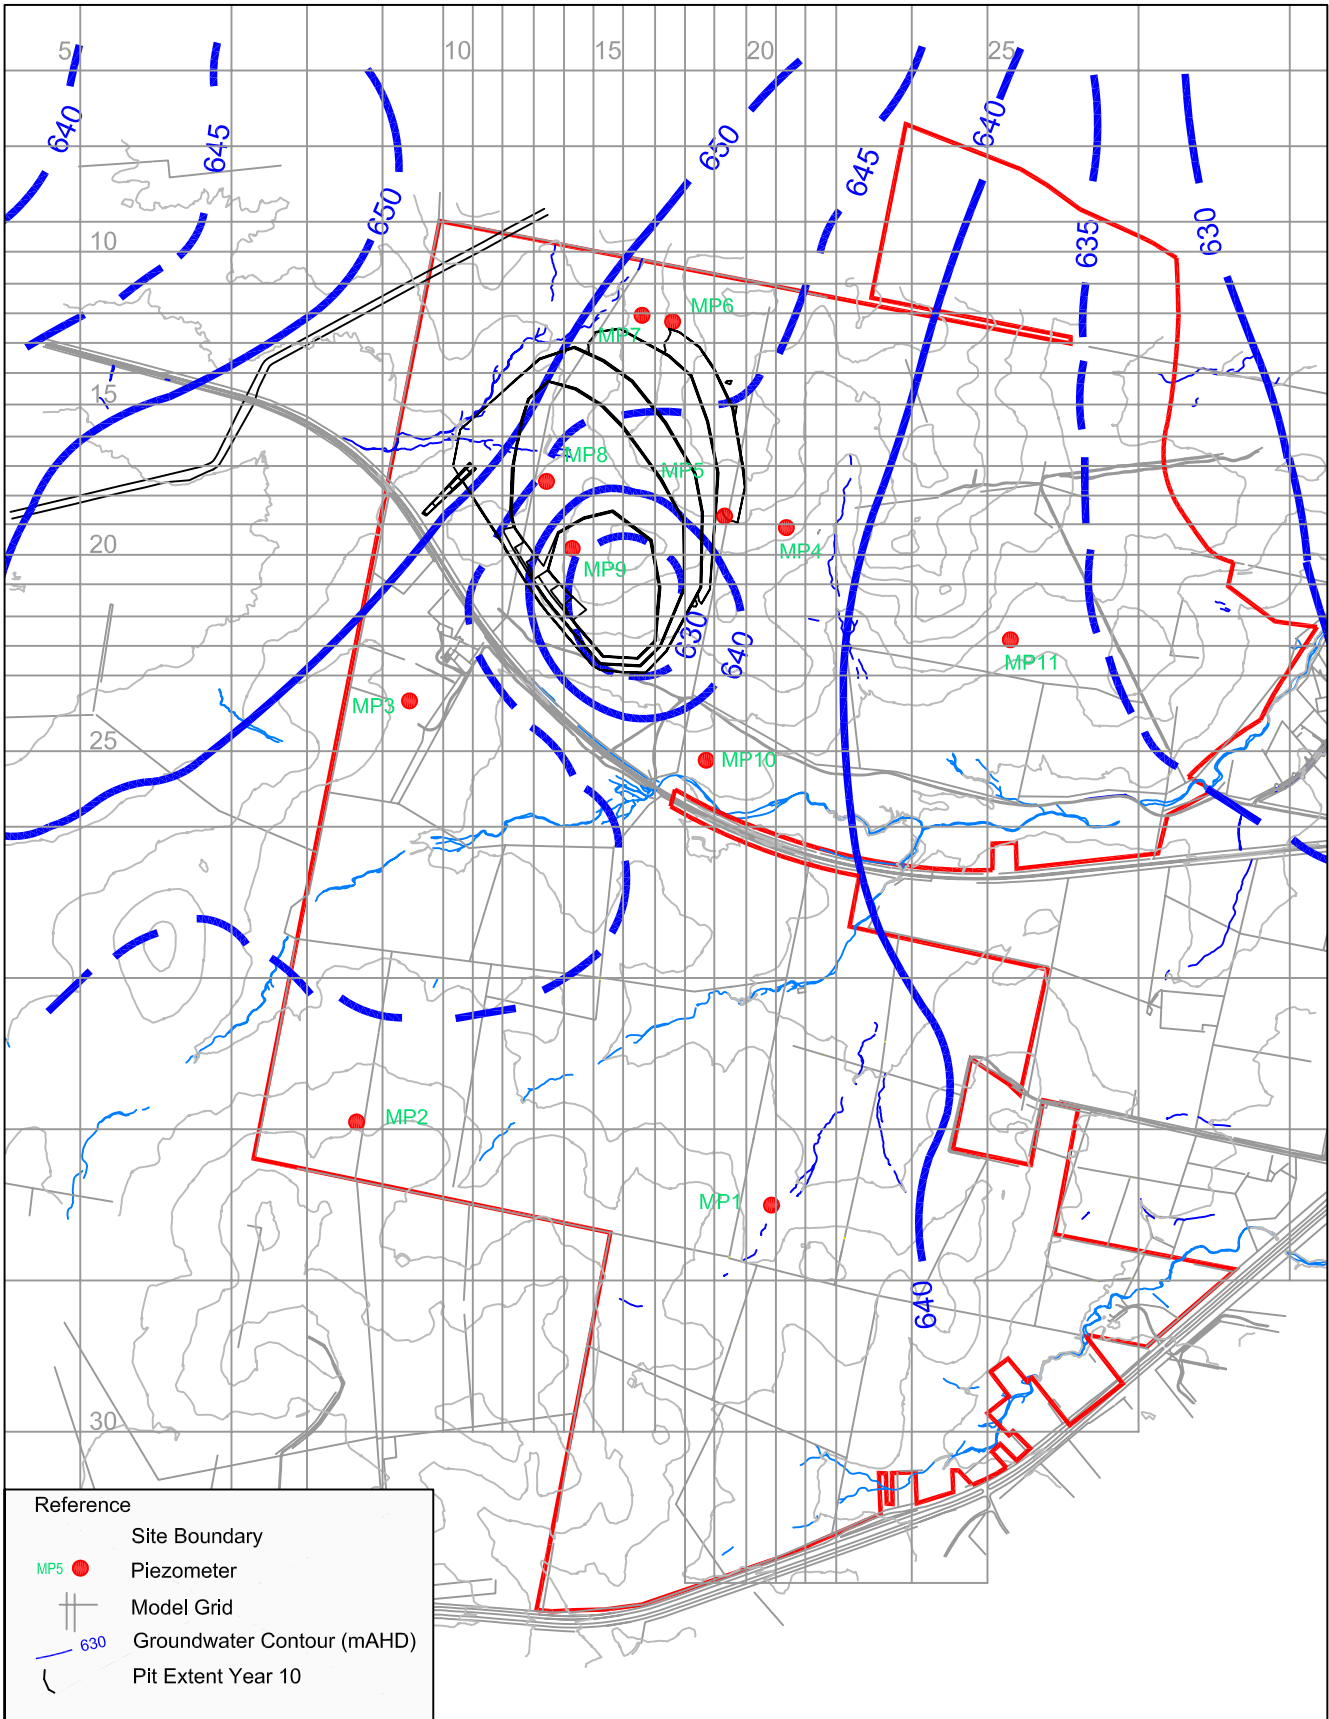 5
10
15
20
25
640
645
650
650
645
640
635
630
10
15
20
25
30
MP6
MP7
MP8
MP5
MP4
MP9
630
640
MP11
MP3
MP10
MP2
MP1
640
Reference
Site Boundary
MP5 Piezometer
Model Grid
630 Groundwater Contour (mAHD)
Pit Extent Year 10